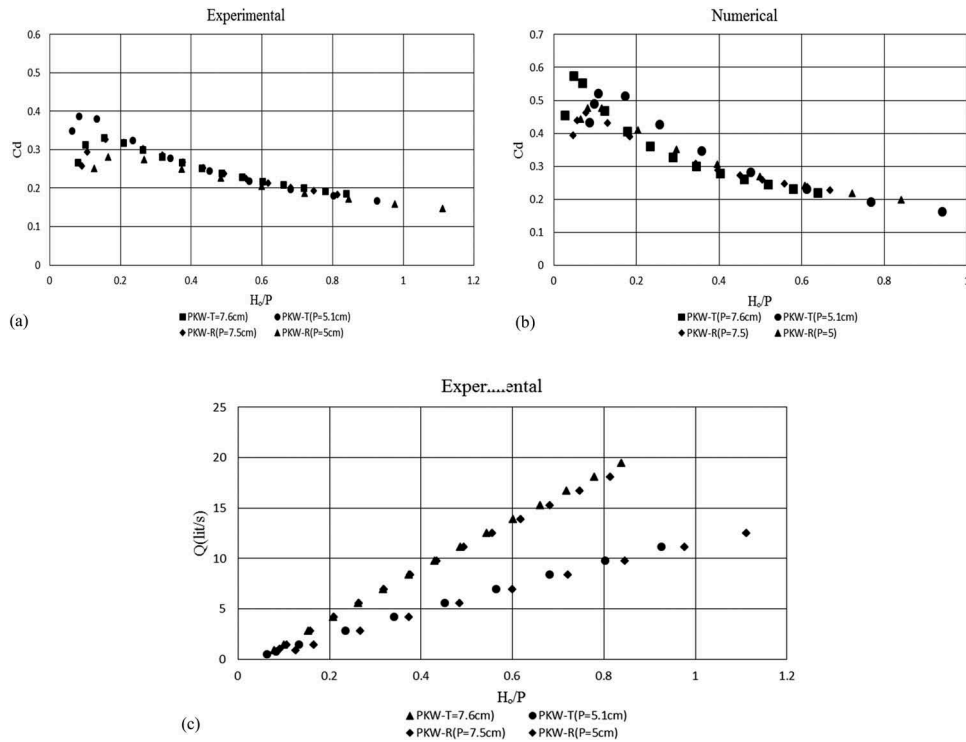 Experimental
0.6
0.5
0.4
0.3
0.2
0.1
0
Cd
0 0.2 0.4 0.6 0.8 1 1.2
Hₒ/P
■PKW-T=7.6cm) ●PKW-T(P=5.1cm)
◆PKW-R(P=7.5cm) ▲PKW-R(P=5cm)
(a)
Numerical
0.7
0.6
0.5
0.4
0.3
0.2
0.1
0
Cd
0 0.2 0.4 0.6 0.8 1
Hₒ/P
■PKW-T(P=7.6cm) ●PKW-T(P=5.1cm)
◆PKW-R(P=7.5) ▲PKW-R(P=5)
(b)
25
20
15
10
5
0
Q(lit/s)
0 0.2 0.4 0.6 0.8 1 1.2
Hₒ/P
▲PKW-T=7.6cm) ●PKW-T(P=5.1cm)
◆PKW-R(P=7.5cm) ◆PKW-R(P=5cm)
(c)